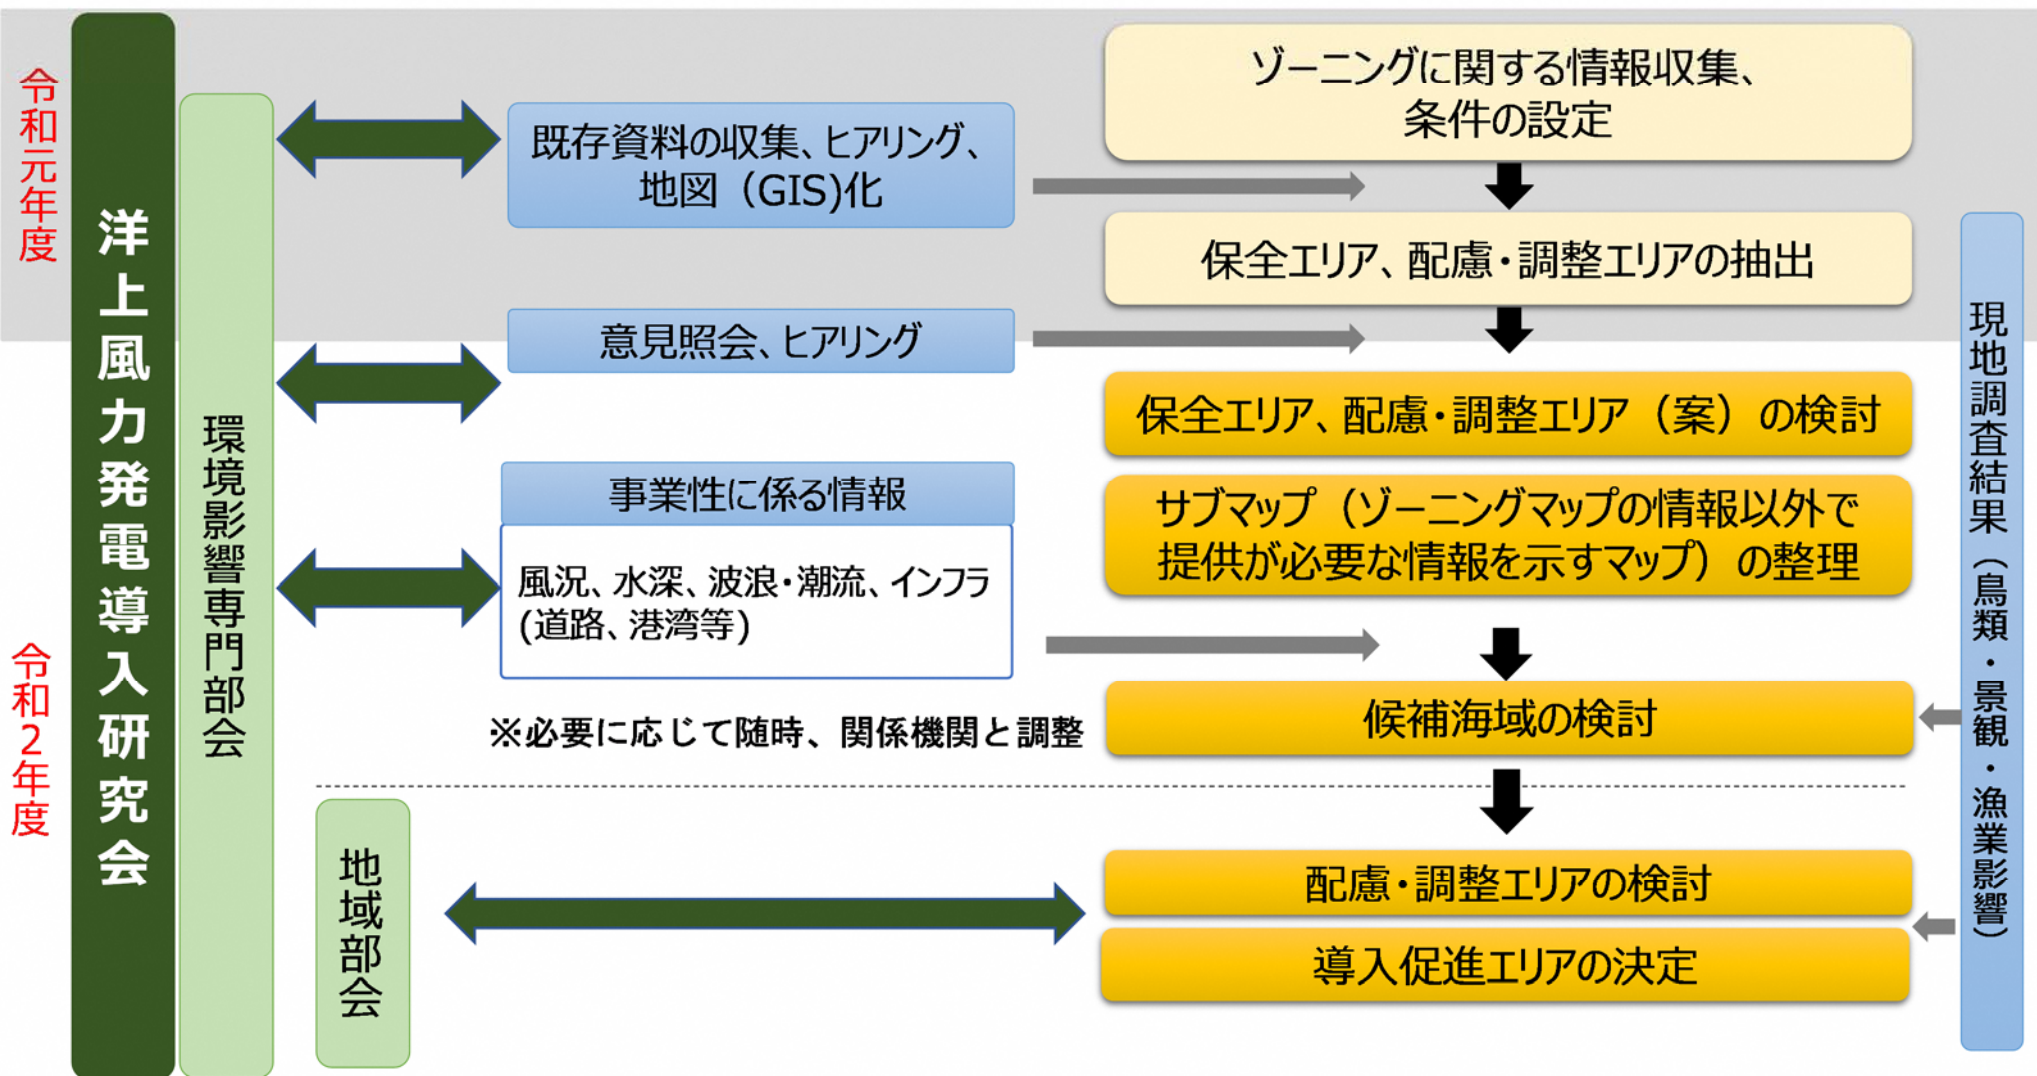 令和元年度
令和2年度
洋上風力発電導入研究会
環境影響専門部会
既存資料の収集、ヒアリング、
地図（GIS)化
意見照会、ヒアリング
事業性に係る情報
風況、水深、波浪・潮流、インフラ
(道路、港湾等)
※必要に応じて随時、関係機関と調整
地域部会
ゾーニングに関する情報収集、
条件の設定
保全エリア、配慮・調整エリアの抽出
保全エリア、配慮・調整エリア（案）の検討
サブマップ（ゾーニングマップの情報以外で
提供が必要な情報を示すマップ）の整理
候補海域の検討
配慮・調整エリアの検討
導入促進エリアの決定
現地調査結果（鳥類・景観・漁業影響）